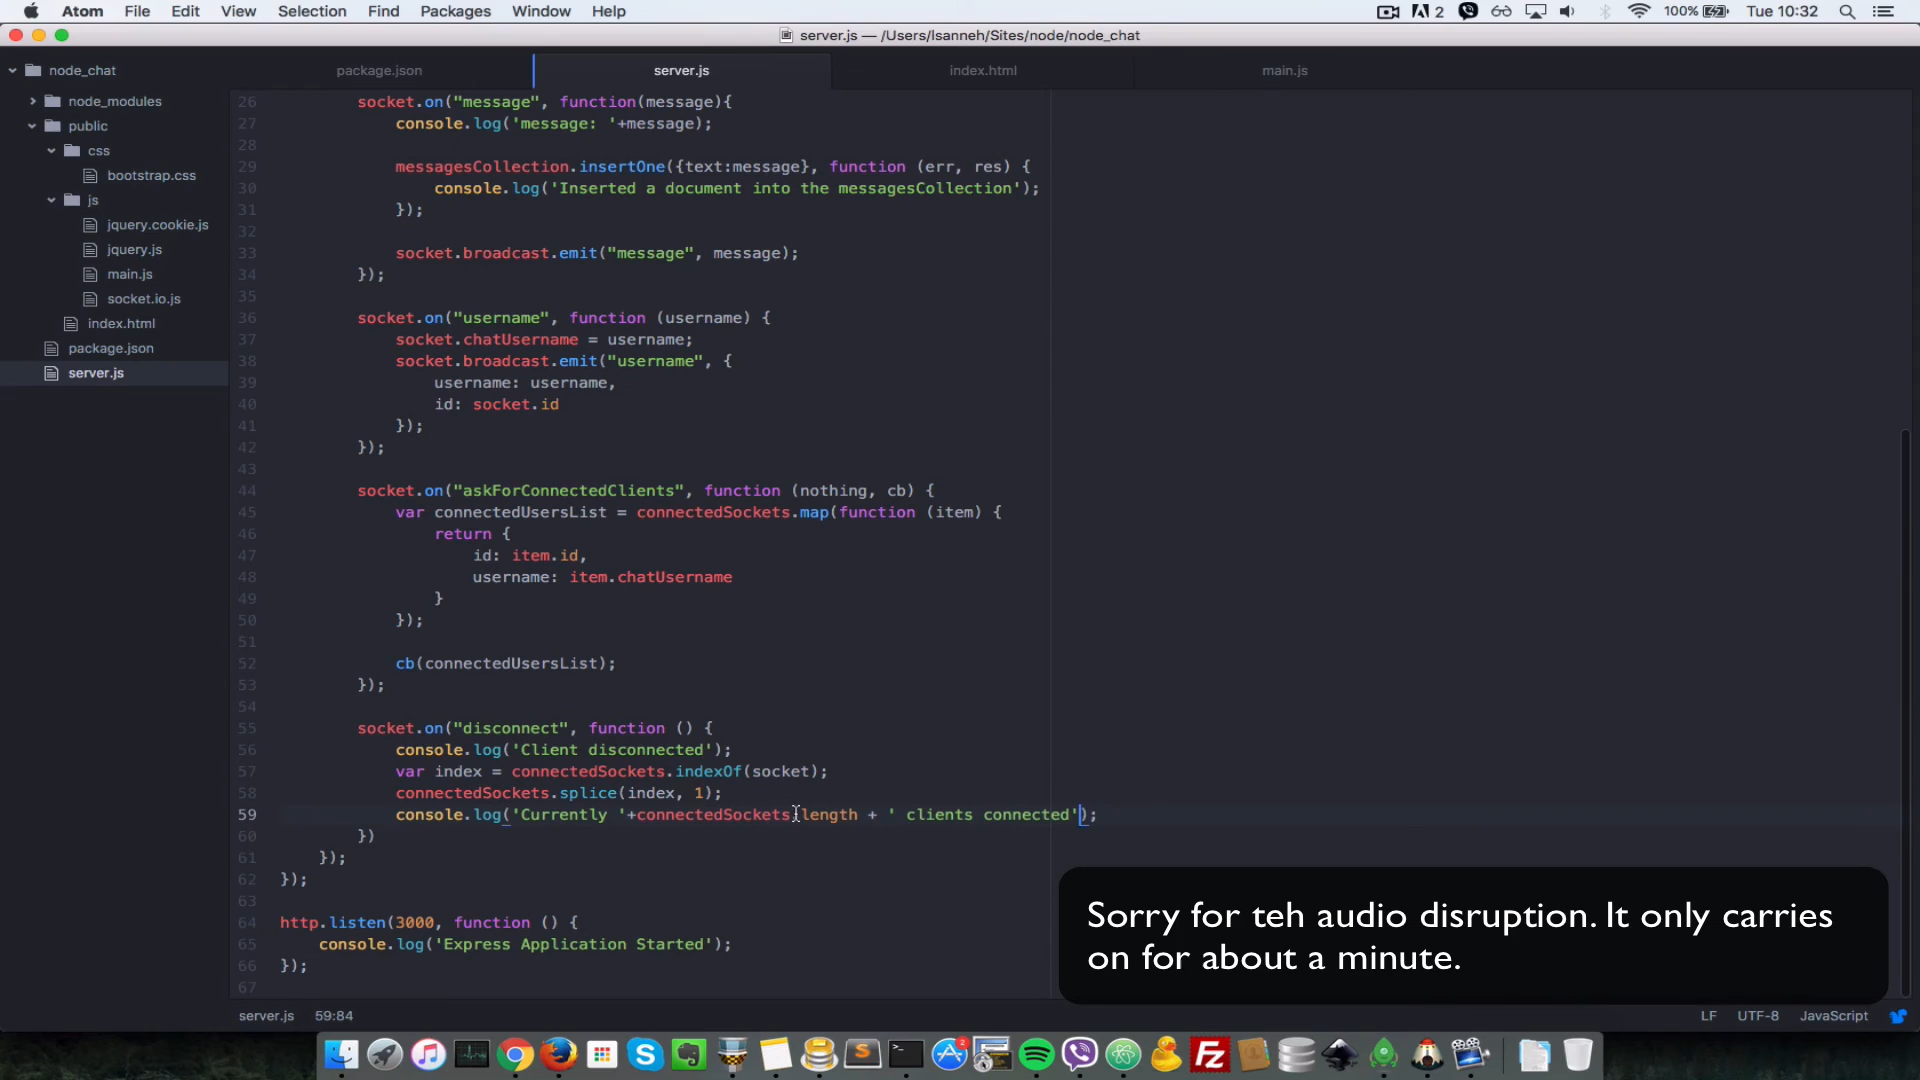 Atom File Edit View Selection Find Packages Window Help 2 100% Tue 10:32
server.js — /Users/lsanneh/Sites/node/node_chat
node_chat
node_modules
public
css
bootstrap.css
js
jquery.cookie.js
jquery.js
main.js
socket.io.js
index.html
package.json
server.js
package.json server.js index.html main.js
26 socket.on("message", function(message){
27 console.log('message: '+message);
28
29 messagesCollection.insertOne({text:message}, function (err, res) {
30 console.log('Inserted a document into the messagesCollection');
31 });
32
33 socket.broadcast.emit("message", message);
34 });
35
36 socket.on("username", function (username) {
37 socket.chatUsername = username;
38 socket.broadcast.emit("username", {
39 username: username,
40 id: socket.id
41 });
42 });
43
44 socket.on("askForConnectedClients", function (nothing, cb) {
45 var connectedUsersList = connectedSockets.map(function (item) {
46 return {
47 id: item.id,
48 username: item.chatUsername
49 }
50 });
51
52 cb(connectedUsersList);
53 });
54
55 socket.on("disconnect", function () {
56 console.log('Client disconnected');
57 var index = connectedSockets.indexOf(socket);
58 connectedSockets.splice(index, 1);
59 console.log('Currently '+connectedSockets.length + ' clients connected');
60 })
61 });
62 });
63
64 http.listen(3000, function () {
65 console.log('Express Application Started');
66 });
67
Sorry for teh audio disruption. It only carries
on for about a minute.
server.js 59:84 LF UTF-8 JavaScript
2